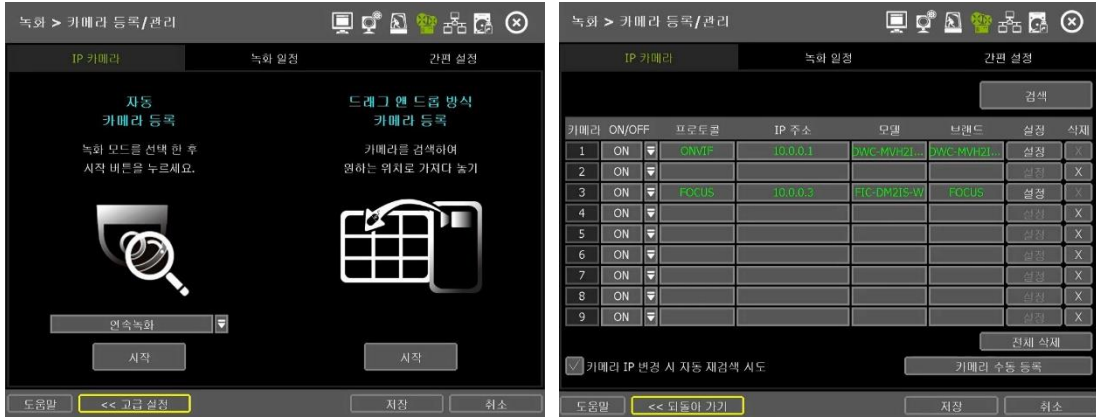 녹화 > 카메라 등록/관리
IP 카메라 녹화 일정 간편 설정
자동
카메라 등록
녹화 모드를 선택 한 후
시작 버튼을 누르세요.
연속녹화
시작
드래그 앤 드롭 방식
카메라 등록
카메라를 검색하여
원하는 위치로 가져다 놓기
시작
도움말 << 고급 설정 저장 취소
녹화 > 카메라 등록/관리
IP 카메라 녹화 일정 간편 설정
검색
카메라 ON/OFF 프로토콜 IP 주소 모델 브랜드 설정 삭제
1 ON ONVIF 10.0.0.1 DWC-MVH2I... DWC-MVH2I... 설정 X
2 ON 설정 X
3 ON FOCUS 10.0.0.3 FIC-DM2IS-W FOCUS 설정 X
4 ON 설정 X
5 ON 설정 X
6 ON 설정 X
7 ON 설정 X
8 ON 설정 X
9 ON 설정 X
전체 삭제
카메라 IP 변경 시 자동 재검색 시도 카메라 수동 등록
도움말 << 되돌아 가기 저장 취소